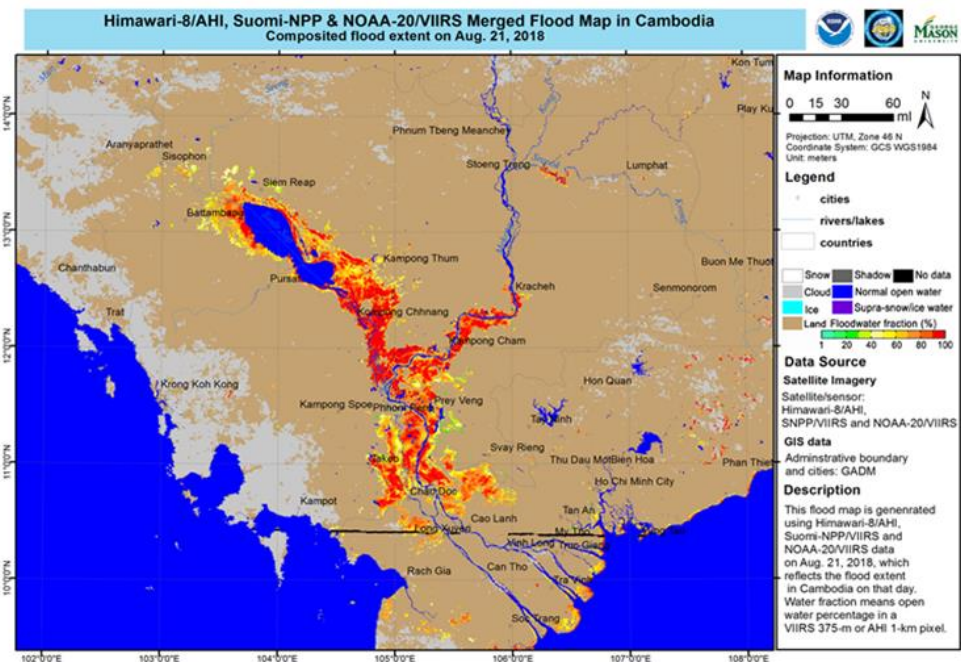 Himawari-8/AHI, Suomi-NPP & NOAA-20/VIIRS Merged Flood Map in Cambodia
Composited flood extent on Aug. 21, 2018
GEORGE
MASON
UNIVERSITY
Kon Tum
Play Ku
Phnum Tbeng Meanchey
Aranyaprathet
Sisophon
Stoeng Treng
Lumphat
Siem Reap
Battambang
Kampong Thum
Buon Me Thuot
Chanthaburi
Pursat
Kracheh
Senmonorom
Trat
Kampong Chhnang
Kampong Cham
Krong Koh Kong
Hon Quan
Kampong Spoe
Phnom Penh
Prey Veng
Tay Ninh
Svay Rieng
Takeo
Thu Dau Mot
Bien Hoa
Phan Thiet
Chau Doc
Ho Chi Minh City
Kampot
Tan An
Cao Lanh
Long Xuyen
My Tho
Vinh Long
Truc Giang
Rach Gia
Can Tho
Tra Vinh
Soc Trang
14°0'0"N
13°0'0"N
12°0'0"N
11°0'0"N
10°0'0"N
102°0'0"E
103°0'0"E
104°0'0"E
105°0'0"E
106°0'0"E
107°0'0"E
108°0'0"E
Map Information
N
0 15 30 60
ml
Projection: UTM, Zone 46 N
Coordinate System: GCS WGS1984
Unit: meters
Legend
cities
rivers/lakes
countries
Snow Shadow No data
Cloud Normal open water
Ice Supra-snow/ice water
Land Floodwater fraction (%)
1 20 40 60 80 100
Data Source
Satellite Imagery
Satellite/sensor:
Himawari-8/AHI,
SNPP/VIIRS and NOAA-20/VIIRS
GIS data
Adminstrative boundary
and cities: GADM
Description
This flood map is genenrated
using Himawari-8/AHI,
Suomi-NPP/VIIRS and
NOAA-20/VIIRS data
on Aug. 21, 2018, which
reflects the flood extent
in Cambodia on that day.
Water fraction means open
water percentage in a
VIIRS 375-m or AHI 1-km pixel.